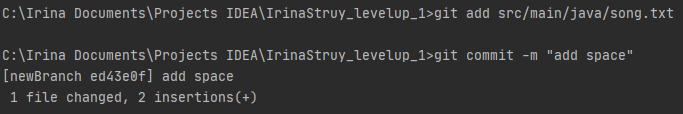 C:\Irina Documents\Projects IDEA\IrinaStruy_levelup_1>git add src/main/java/song.txt
C:\Irina Documents\Projects IDEA\IrinaStruy_levelup_1>git commit -m "add space"
[newBranch ed43e0f] add space
 1 file changed, 2 insertions(+)